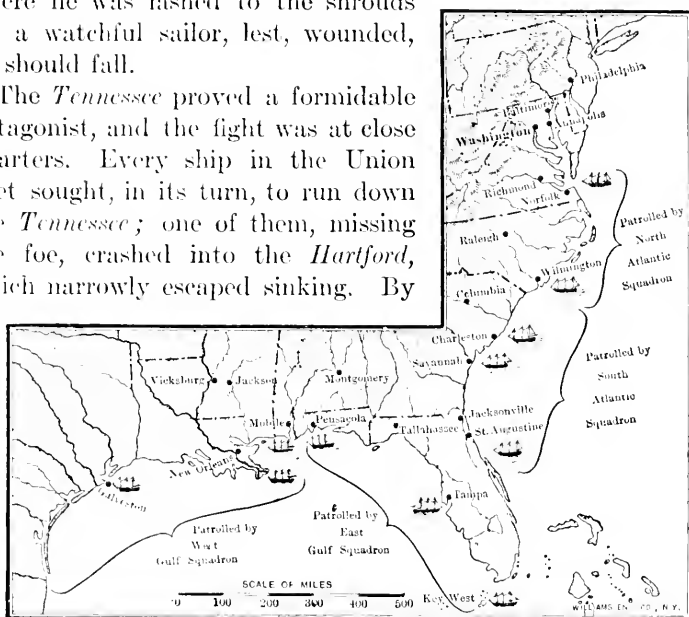 ere he was lashed to the shrouds
a watchful sailor, lest, wounded,
should fall.
The Tennessee proved a formidable
tagonist, and the fight was at close
arters. Every ship in the Union
et sought, in its turn, to run down
e Tennessee; one of them, missing
e foe, crashed into the Hartford,
ich narrowly escaped sinking. By
Philadelphia
Baltimore
Annapolis
Washington
Richmond
Norfolk
Patrolled by
North
Atlantic
Squadron
Raleigh
Wilmington
Columbia
Charleston
Savannah
Patrolled by
South
Atlantic
Squadron
Vicksburg
Jackson
Montgomery
Mobile
Pensacola
Tallahassee
Jacksonville
St. Augustine
New Orleans
Galveston
Tampa
Patrolled by
West
Gulf Squadron
Patrolled by
East
Gulf Squadron
Key West
SCALE OF MILES
0 100 200 300 400 500
WILLIAMS ENG. CO., N.Y.